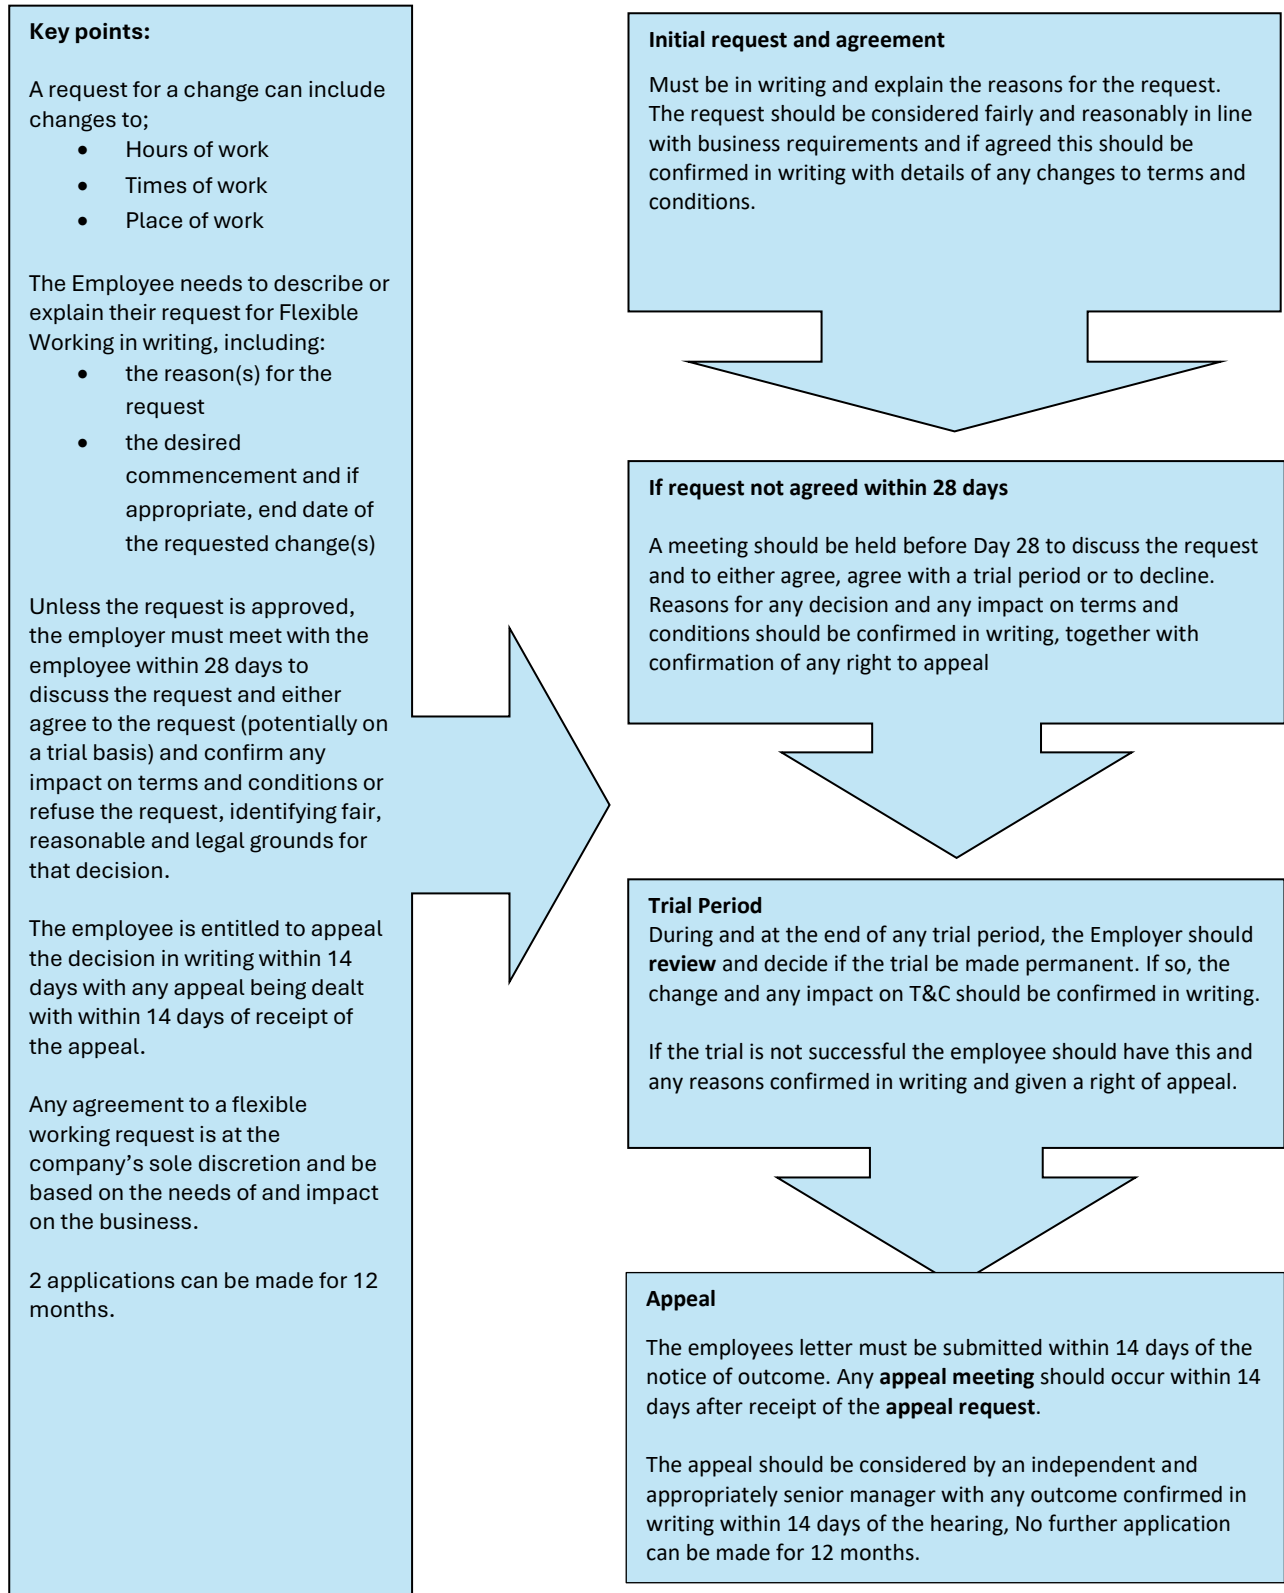 Key points:
A request for a change can include
changes to;
• Hours of work
• Times of work
• Place of work
The Employee needs to describe or
explain their request for Flexible
Working in writing, including:
• the reason(s) for the
request
• the desired
commencement and if
appropriate, end date of
the requested change(s)
Unless the request is approved,
the employer must meet with the
employee within 28 days to
discuss the request and either
agree to the request (potentially on
a trial basis) and confirm any
impact on terms and conditions or
refuse the request, identifying fair,
reasonable and legal grounds for
that decision.
The employee is entitled to appeal
the decision in writing within 14
days with any appeal being dealt
with within 14 days of receipt of
the appeal.
Any agreement to a flexible
working request is at the
company’s sole discretion and be
based on the needs of and impact
on the business.
2 applications can be made for 12
months.
Initial request and agreement
Must be in writing and explain the reasons for the request.
The request should be considered fairly and reasonably in line
with business requirements and if agreed this should be
confirmed in writing with details of any changes to terms and
conditions.
If request not agreed within 28 days
A meeting should be held before Day 28 to discuss the request
and to either agree, agree with a trial period or to decline.
Reasons for any decision and any impact on terms and
conditions should be confirmed in writing, together with
confirmation of any right to appeal
Trial Period
During and at the end of any trial period, the Employer should
review and decide if the trial be made permanent. If so, the
change and any impact on T&C should be confirmed in writing.
If the trial is not successful the employee should have this and
any reasons confirmed in writing and given a right of appeal.
Appeal
The employees letter must be submitted within 14 days of the
notice of outcome. Any appeal meeting should occur within 14
days after receipt of the appeal request.
The appeal should be considered by an independent and
appropriately senior manager with any outcome confirmed in
writing within 14 days of the hearing, No further application
can be made for 12 months.